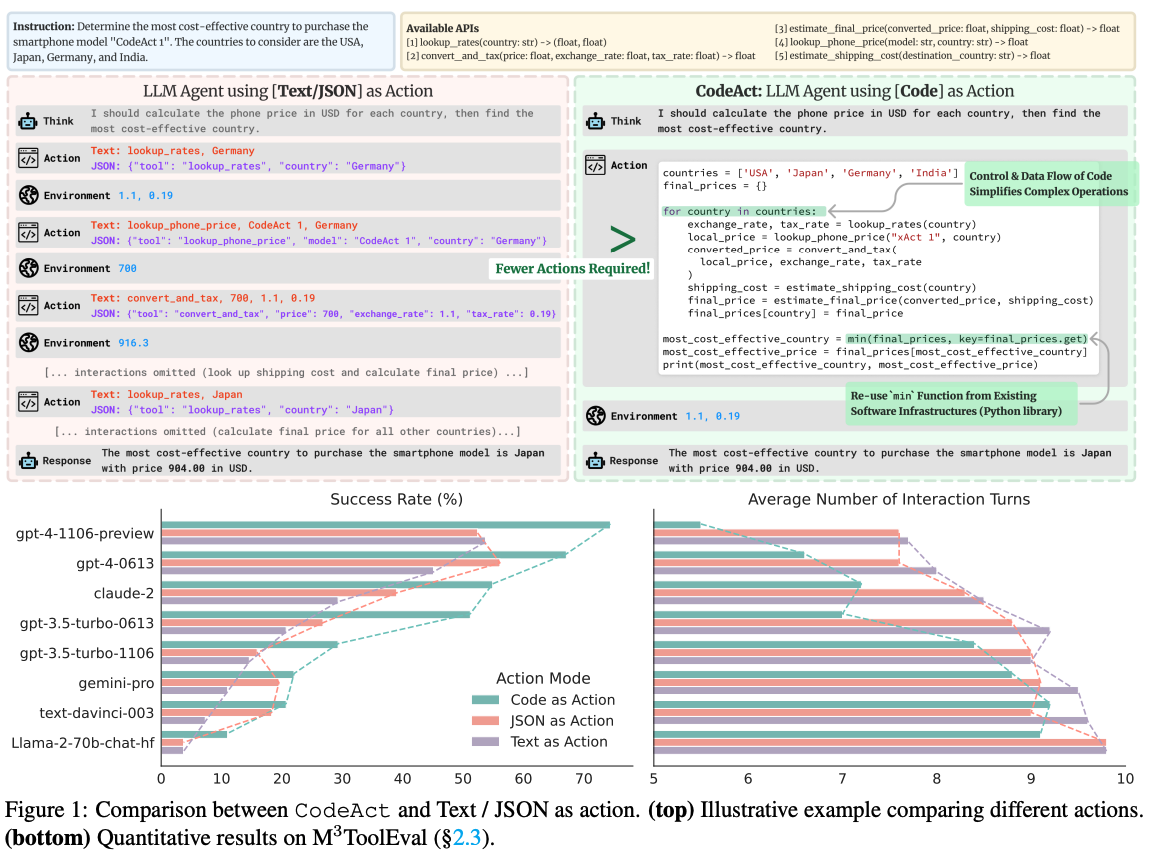 Instruction: Determine the most cost-effective country to purchase the
smartphone model "CodeAct 1". The countries to consider are the USA,
Japan, Germany, and India.
Available APIs
[1] lookup_rates(country: str) -> (float, float)
[2] convert_and_tax(price: float, exchange_rate: float, tax_rate: float) -> float
[3] estimate_final_price(converted_price: float, shipping_cost: float) -> float
[4] lookup_phone_price(model: str, country: str) -> float
[5] estimate_shipping_cost(destination_country: str) -> float
LLM Agent using [Text/JSON] as Action
Think
I should calculate the phone price in USD for each country, then find the
most cost-effective country.
Action
Text: lookup_rates, Germany
JSON: {"tool": "lookup_rates", "country": "Germany"}
Environment 1.1, 0.19
Action
Text: lookup_phone_price, CodeAct 1, Germany
JSON: {"tool": "lookup_phone_price", "model": "CodeAct 1", "country": "Germany"}
Environment 700
Action
Text: convert_and_tax, 700, 1.1, 0.19
JSON: {"tool": "convert_and_tax", "price": 700, "exchange_rate": 1.1, "tax_rate": 0.19}
Environment 916.3
[... interactions omitted (look up shipping cost and calculate final price) ...]
Action
Text: lookup_rates, Japan
JSON: {"tool": "lookup_rates", "country": "Japan"}
[... interactions omitted (calculate final price for all other countries)...]
Response
The most cost-effective country to purchase the smartphone model is Japan
with price 904.00 in USD.
>
Fewer Actions Required!
CodeAct: LLM Agent using [Code] as Action
Think
I should calculate the phone price in USD for each country, then find the
most cost-effective country.
Action
countries = ['USA', 'Japan', 'Germany', 'India']
final_prices = {}
for country in countries:
exchange_rate, tax_rate = lookup_rates(country)
local_price = lookup_phone_price("xAct 1", country)
converted_price = convert_and_tax(
local_price, exchange_rate, tax_rate
)
shipping_cost = estimate_shipping_cost(country)
final_price = estimate_final_price(converted_price, shipping_cost)
final_prices[country] = final_price
most_cost_effective_country = min(final_prices, key=final_prices.get)
most_cost_effective_price = final_prices[most_cost_effective_country]
print(most_cost_effective_country, most_cost_effective_price)
Control & Data Flow of Code
Simplifies Complex Operations
Re-use `min` Function from Existing
Software Infrastructures (Python library)
Environment 1.1, 0.19
Response
The most cost-effective country to purchase the smartphone model is Japan
with price 904.00 in USD.
Success Rate (%)
gpt-4-1106-preview
gpt-4-0613
claude-2
gpt-3.5-turbo-0613
gpt-3.5-turbo-1106
gemini-pro
text-davinci-003
Llama-2-70b-chat-hf
0 10 20 30 40 50 60 70
Action Mode
Code as Action
JSON as Action
Text as Action
Average Number of Interaction Turns
5 6 7 8 9 10
Figure 1: Comparison between CodeAct and Text / JSON as action. (top) Illustrative example comparing different actions.
(bottom) Quantitative results on M³ToolEval (§2.3).